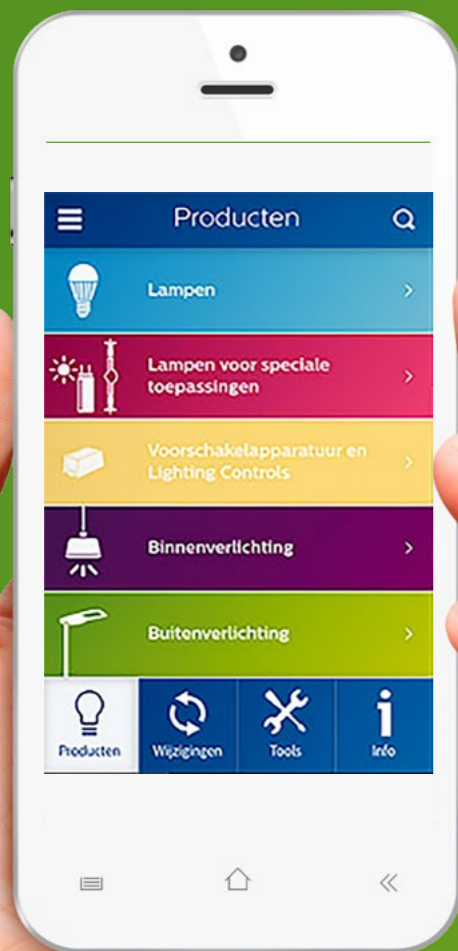 Producten
Lampen
Lampen voor speciale
toepassingen
Voorschakelapparatuur en
Lighting Controls
Binnenverlichting
Buitenverlichting
Producten
Wijzigingen
Tools
Info